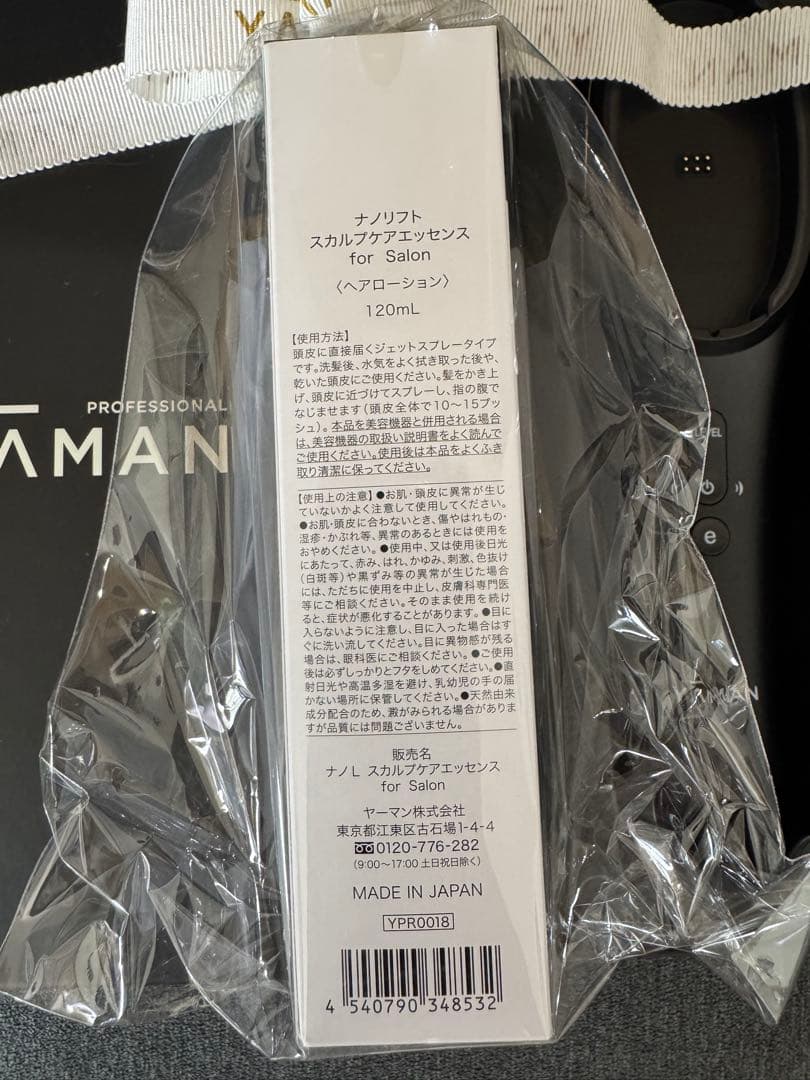 ナノリフト
スカルプケアエッセンス
for Salon
〈ヘアローション〉
120mL
【使用方法】
頭皮に直接届くジェットスプレータイプ
です。洗髪後、水気をよく拭き取った後や、
乾いた頭皮にご使用ください。髪をかき上
げ、頭皮に近づけてスプレーし、指の腹で
なじませます(頭皮全体で10〜15プッ
シュ)。本品を美容機器と併用される場合
は、美容機器の取扱い説明書をよく読んで
ご使用ください。使用後は本品をよくふき
取り清潔に保ってください。
【使用上の注意】●お肌・頭皮に異常が生じ
ていないかよく注意して使用してください。
●お肌・頭皮に合わないとき、傷やはれもの・
湿疹・かぶれ等、異常のあるときには使用を
おやめください。●使用中、又は使用後日光
にあたって、赤み、はれ、かゆみ、刺激、色抜け
(白斑等)や黒ずみ等の異常が生じた場合
には、ただちに使用を中止し、皮膚科専門医
等にご相談ください。そのまま使用を続け
ると、症状が悪化することがあります。●目に
入らないように注意し、目に入った場合はす
ぐに洗い流してください。目に異物感が残る
場合は、眼科医にご相談ください。●ご使用
後は必ずしっかりとフタをしめてください。●直
射日光や高温多湿を避け、乳幼児の手の届
かない場所に保管してください。●天然由来
成分配合のため、澱がみられる場合がありま
すが品質には問題ございません。
販売名
ナノL スカルプケアエッセンス
for Salon
ヤーマン株式会社
東京都江東区古石場1-4-4
0120-776-282
(9:00〜17:00 土日祝日除く)
MADE IN JAPAN
YPR0018
4 540790 348532
PROFESSIONAL
AMAN
LEVEL
e